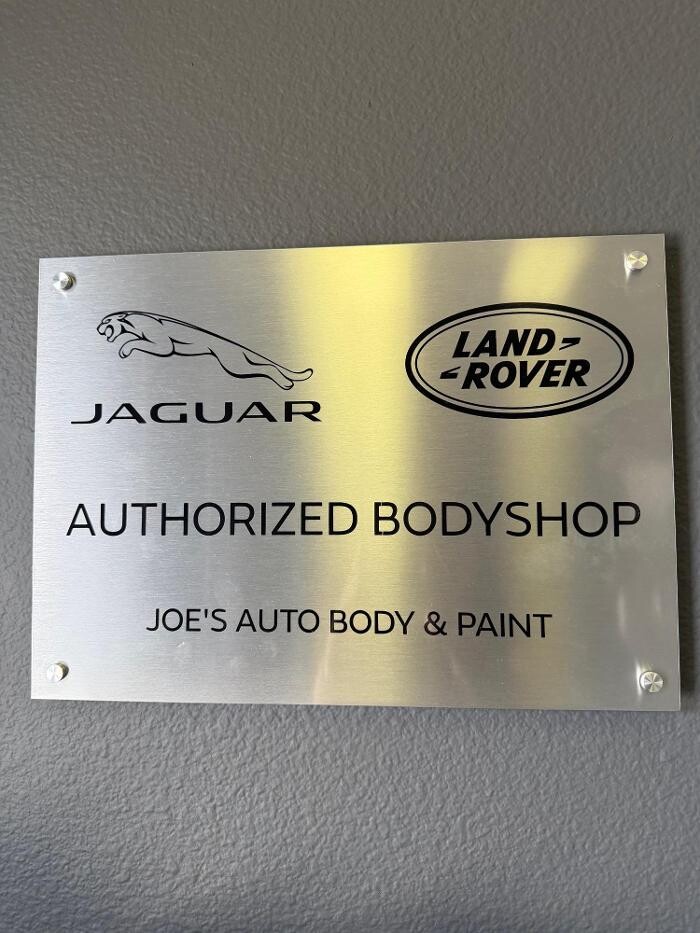 JAGUAR
LAND-
-ROVER
AUTHORIZED BODYSHOP
JOE'S AUTO BODY & PAINT